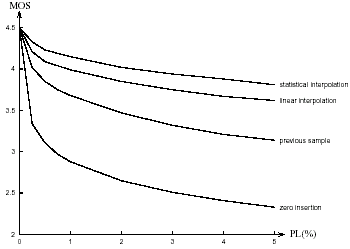 MOS
4.5
4
3.5
3
2.5
2
statistical interpolation
linear interpolation
previous sample
zero insertion
0 1 2 3 4 5 PL(%)